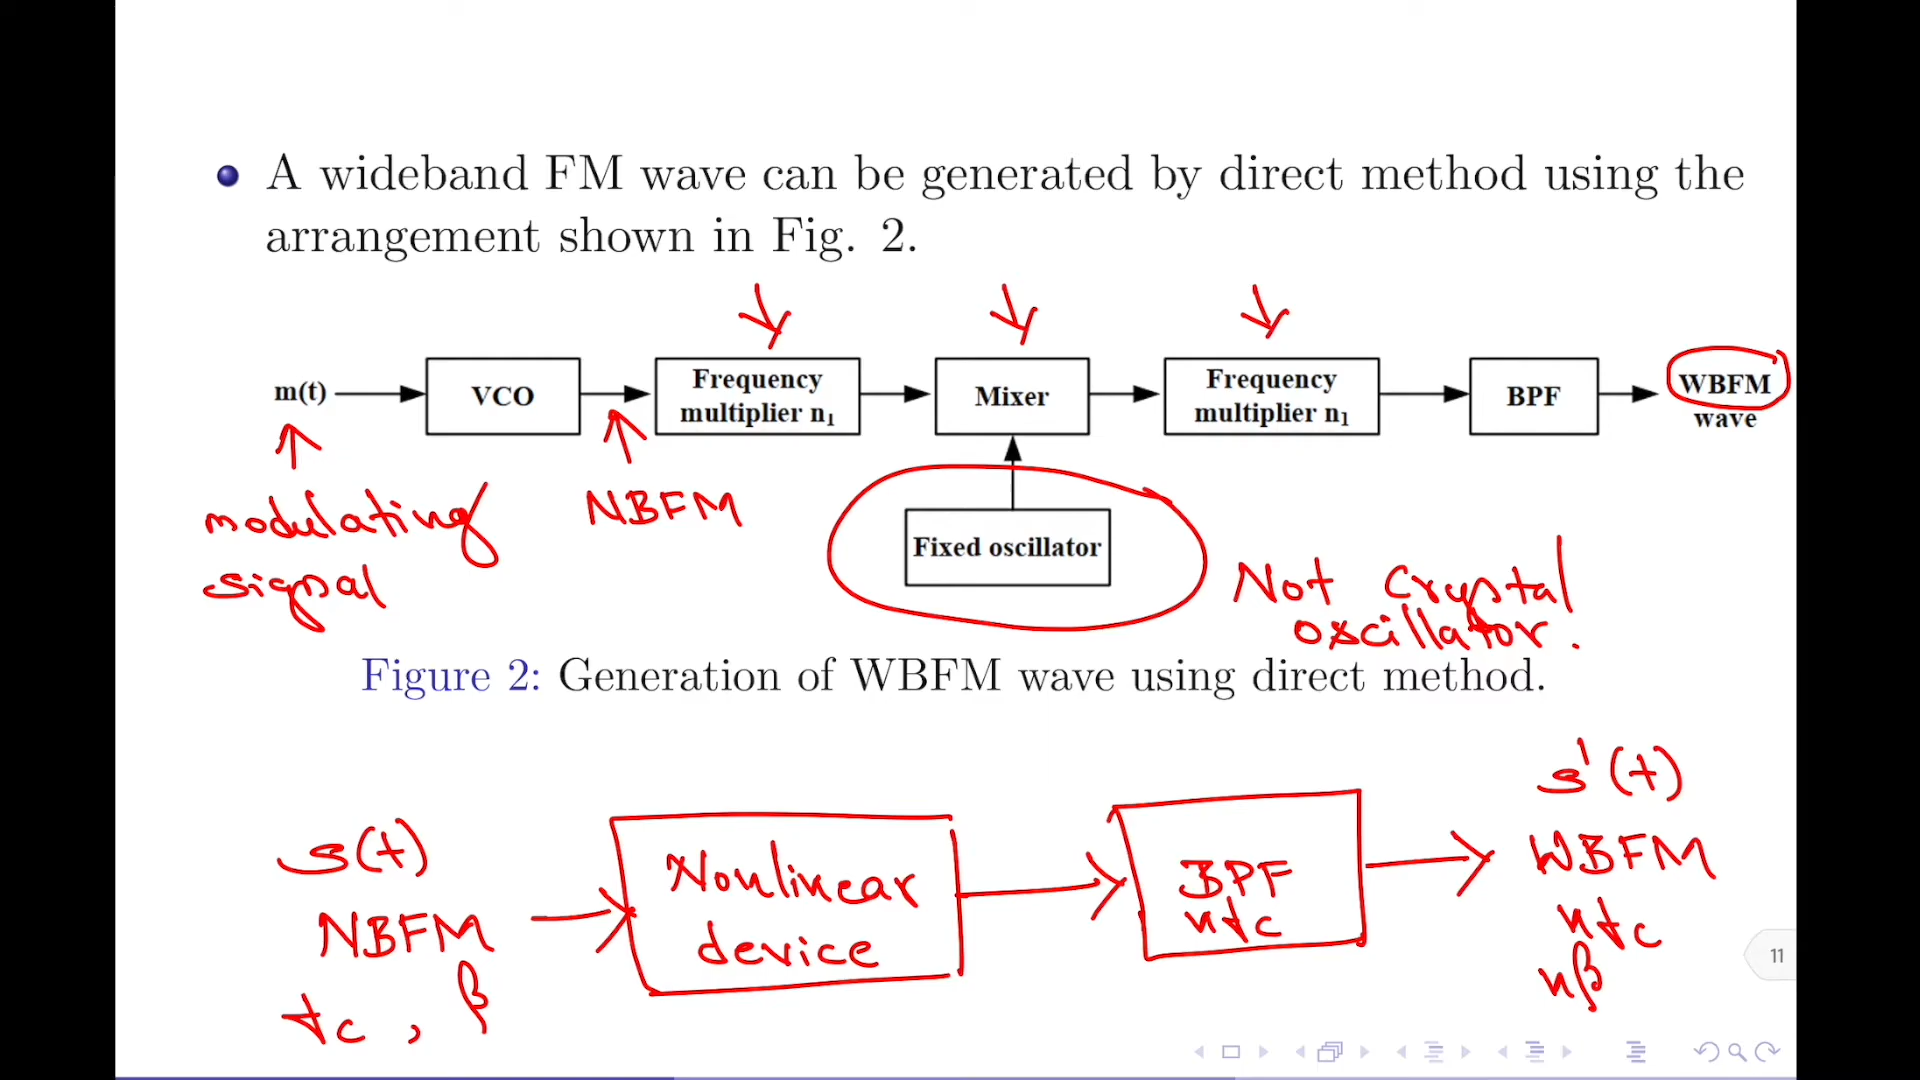 • A wideband FM wave can be generated by direct method using the
arrangement shown in Fig. 2.
m(t)
VCO
Frequency
multiplier n₁
Mixer
Frequency
multiplier n₁
BPF
WBFM
wave
modulating
signal
NBFM
Fixed oscillator
Not Crystal
oscillator.
Figure 2: Generation of WBFM wave using direct method.
s(t)
NBFM
fc , β
Nonlinear
device
BPF
nfc
s'(t)
WBFM
nfc
nβ
11